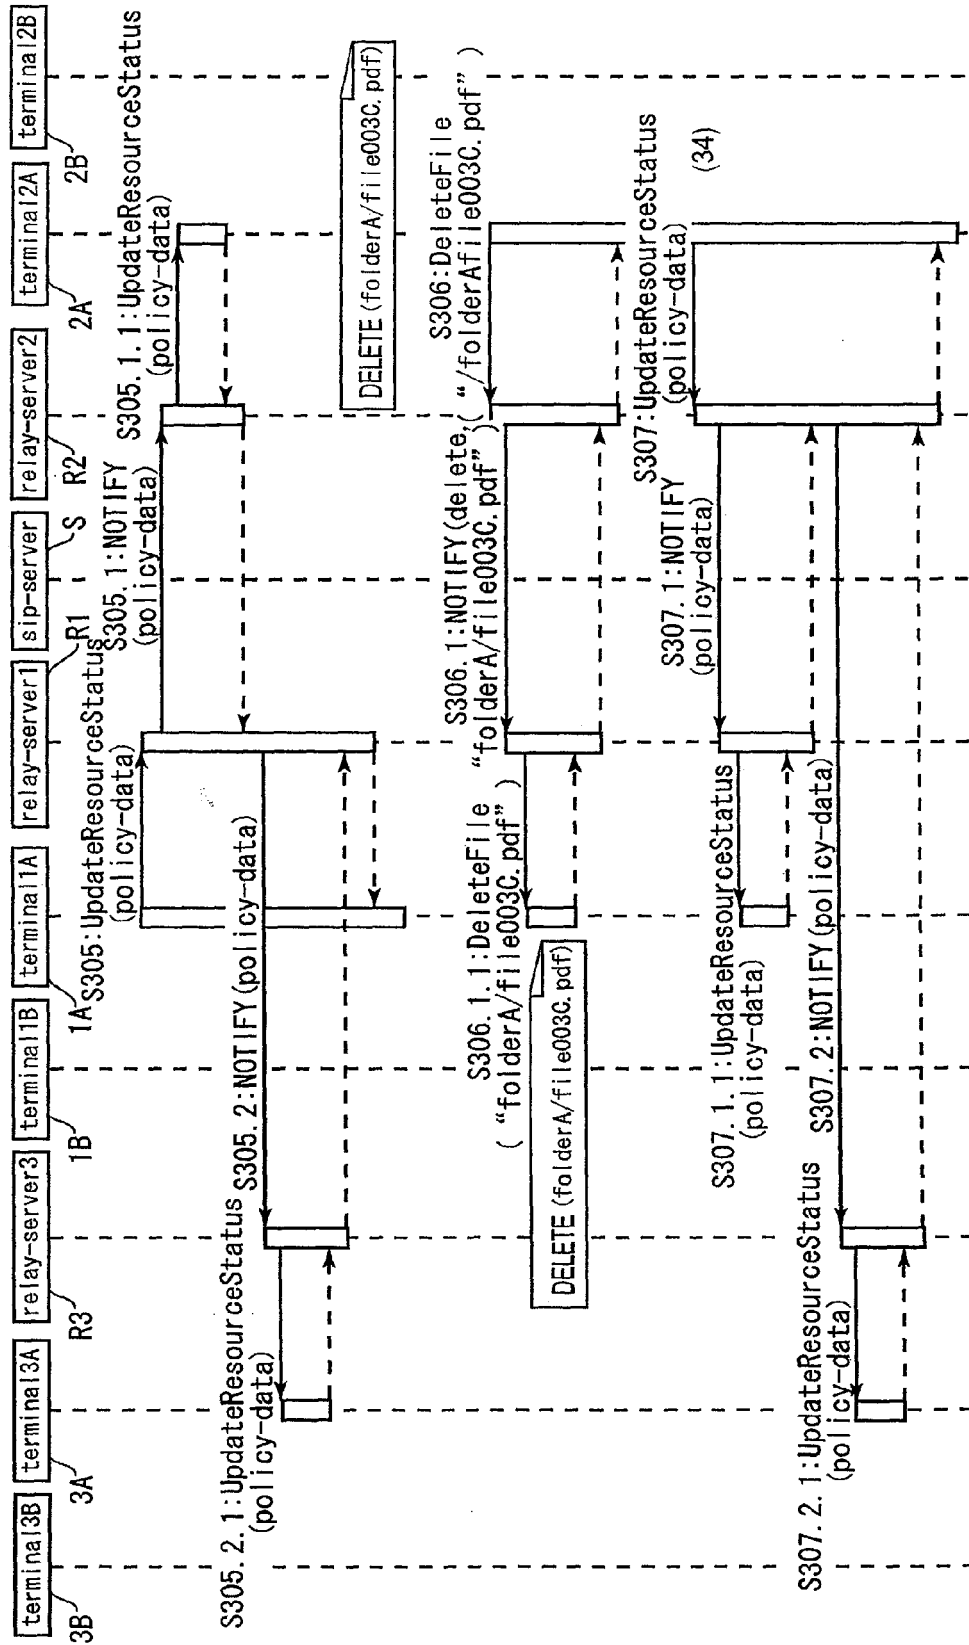 terminal3B
terminal3A
relay-server3
terminal1B
terminal1A
relay-server1
sip-server
relay-server2
terminal2A
terminal2B
3B
3A
R3
1B
1A
R1
S
R2
2A
2B
S305:UpdateResourceStatus
(policy-data)
S305.1:NOTIFY
(policy-data)
S305.1.1:UpdateResourceStatus
(policy-data)
S305.2:NOTIFY(policy-data)
S305.2.1:UpdateResourceStatus
(policy-data)
DELETE(folderA/file003C.pdf)
S306:DeleteFile
(“/folderAfile003C.pdf”)
S306.1:NOTIFY(delete,
“folderA/file003C.pdf”)
S306.1.1:DeleteFile
(“folderA/file003C.pdf”)
DELETE(folderA/file003C.pdf)
S307:UpdateResourceStatus
(policy-data)
(34)
S307.1:NOTIFY
(policy-data)
S307.1.1:UpdateResourceStatus
(policy-data)
S307.2:NOTIFY(policy-data)
S307.2.1:UpdateResourceStatus
(policy-data)